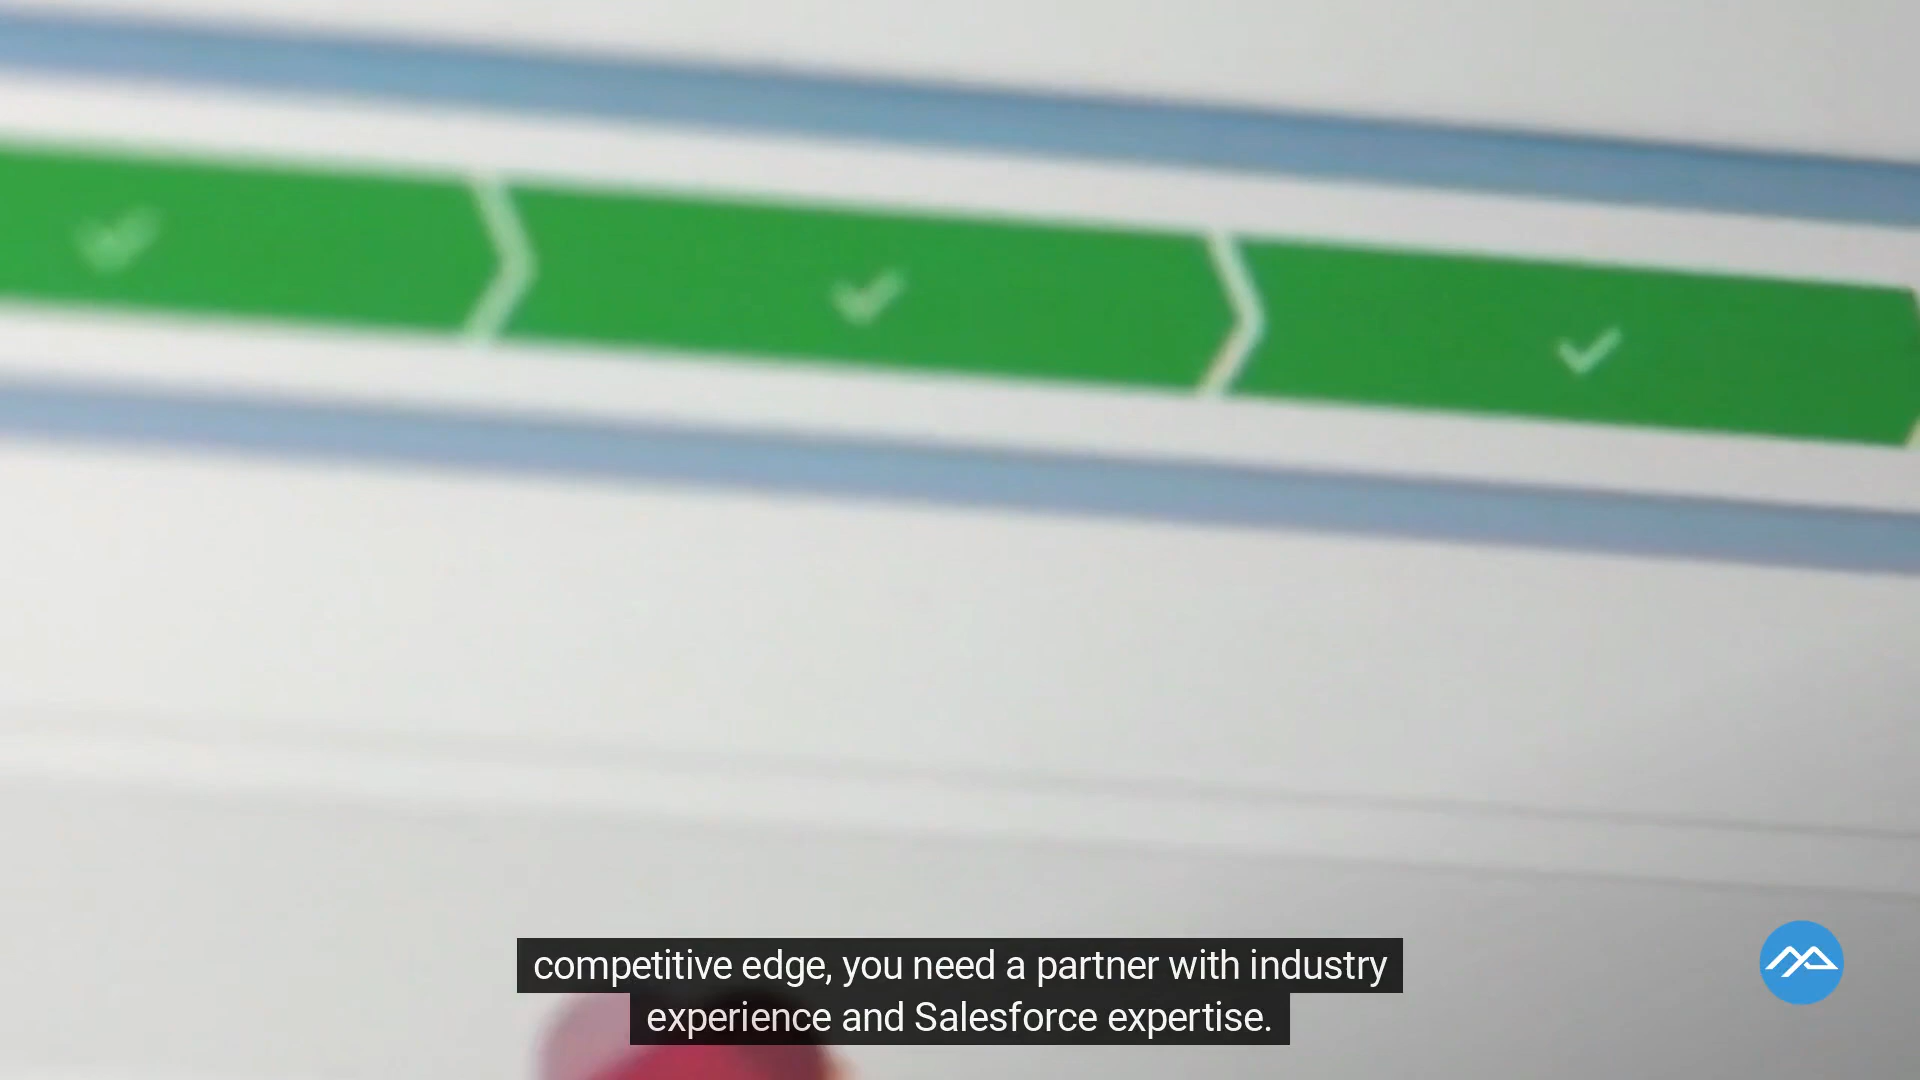 competitive edge, you need a partner with industry
experience and Salesforce expertise.